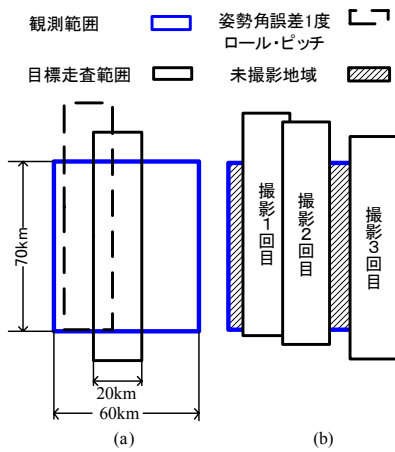 観測範囲
姿勢角誤差1度
ロール・ピッチ
目標走査範囲
未撮影地域
70km
20km
60km
(a)
撮影1回目
撮影2回目
撮影3回目
(b)